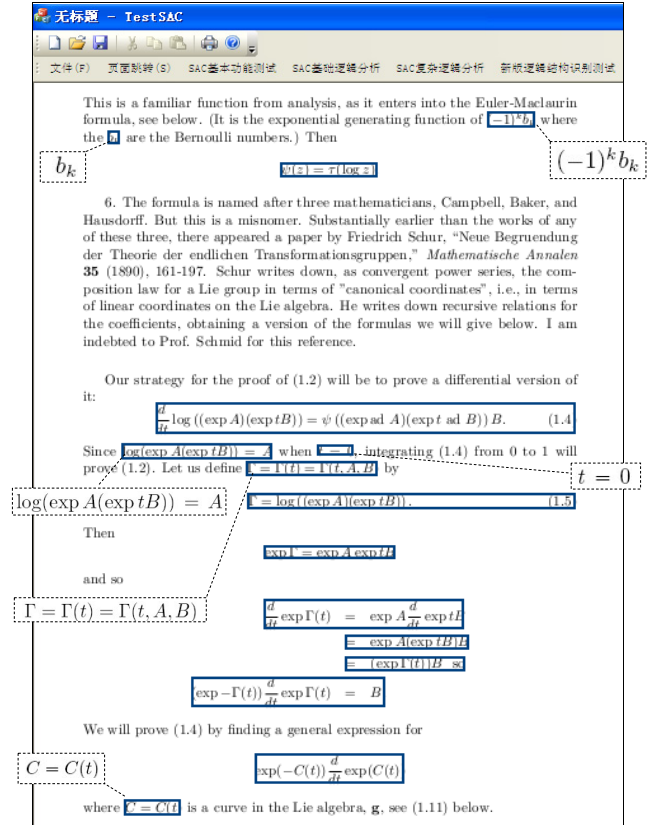 无标题 - TestSAC
文件(F) 页面跳转(S) SAC基本功能测试 SAC基础逻辑分析 SAC复杂逻辑分析 新版逻辑结构识别测试
This is a familiar function from analysis, as it enters into the Euler-Maclaurin
formula, see below. (It is the exponential generating function of (−1)^k b_k where
the b_k are the Bernoulli numbers.) Then
b_k
(−1)^k b_k
ψ(z) = τ(log z)
6. The formula is named after three mathematicians, Campbell, Baker, and
Hausdorff. But this is a misnomer. Substantially earlier than the works of any
of these three, there appeared a paper by Friedrich Schur, “Neue Begruendung
der Theorie der endlichen Transformationsgruppen,” Mathematische Annalen
35 (1890), 161-197. Schur writes down, as convergent power series, the com-
position law for a Lie group in terms of ”canonical coordinates”, i.e., in terms
of linear coordinates on the Lie algebra. He writes down recursive relations for
the coefficients, obtaining a version of the formulas we will give below. I am
indebted to Prof. Schmid for this reference.
Our strategy for the proof of (1.2) will be to prove a differential version of
it:
d/dt log ((exp A)(exp tB)) = ψ ((exp ad A)(exp t ad B)) B. (1.4
Since log(exp A(exp tB)) = A when t = 0, integrating (1.4) from 0 to 1 will
prove (1.2). Let us define Γ = Γ(t) = Γ(t, A, B) by
t = 0
log(exp A(exp tB)) = A
Γ = log ((exp A)(exp tB)) . (1.5
Then
exp Γ = exp A exp tB
and so
Γ = Γ(t) = Γ(t, A, B)
d/dt exp Γ(t) = exp A d/dt exp tB
= exp A(exp tB)B
= (exp Γ(t))B so
(exp −Γ(t)) d/dt exp Γ(t) = B
We will prove (1.4) by finding a general expression for
C = C(t)
exp(−C(t)) d/dt exp(C(t)
where C = C(t is a curve in the Lie algebra, g, see (1.11) below.